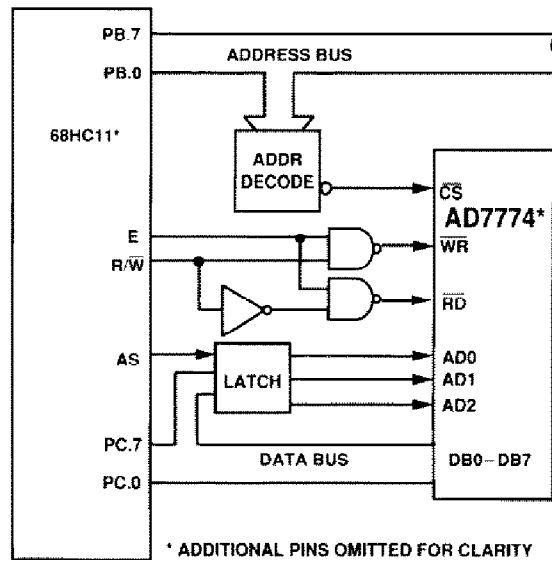 PB.7
ADDRESS BUS
PB.0
68HC11*
ADDR
DECODE
CS
AD7774*
E
WR
R/W
RD
AS
LATCH
AD0
AD1
AD2
PC.7
DATA BUS
DB0–DB7
PC.0
* ADDITIONAL PINS OMITTED FOR CLARITY